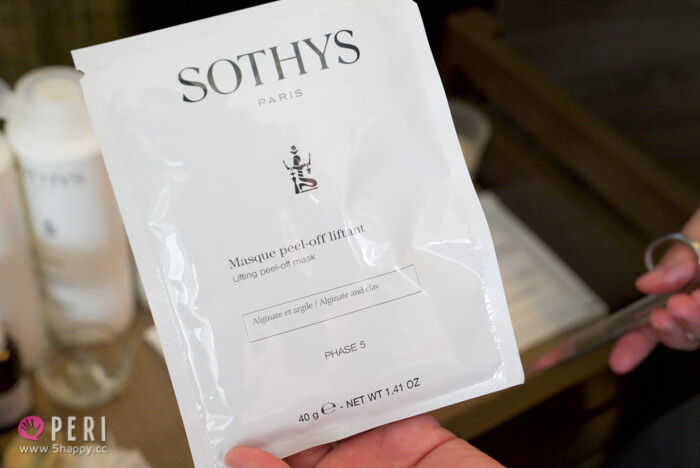 SOTHYS
PARIS
Masque peel-off liftant
Lifting peel-off mask
Alginate et argile / Alginate and clay
PHASE 5
40 g ℮ - NET WT 1.41 OZ
SOTHYS
PERI
www.5happy.cc